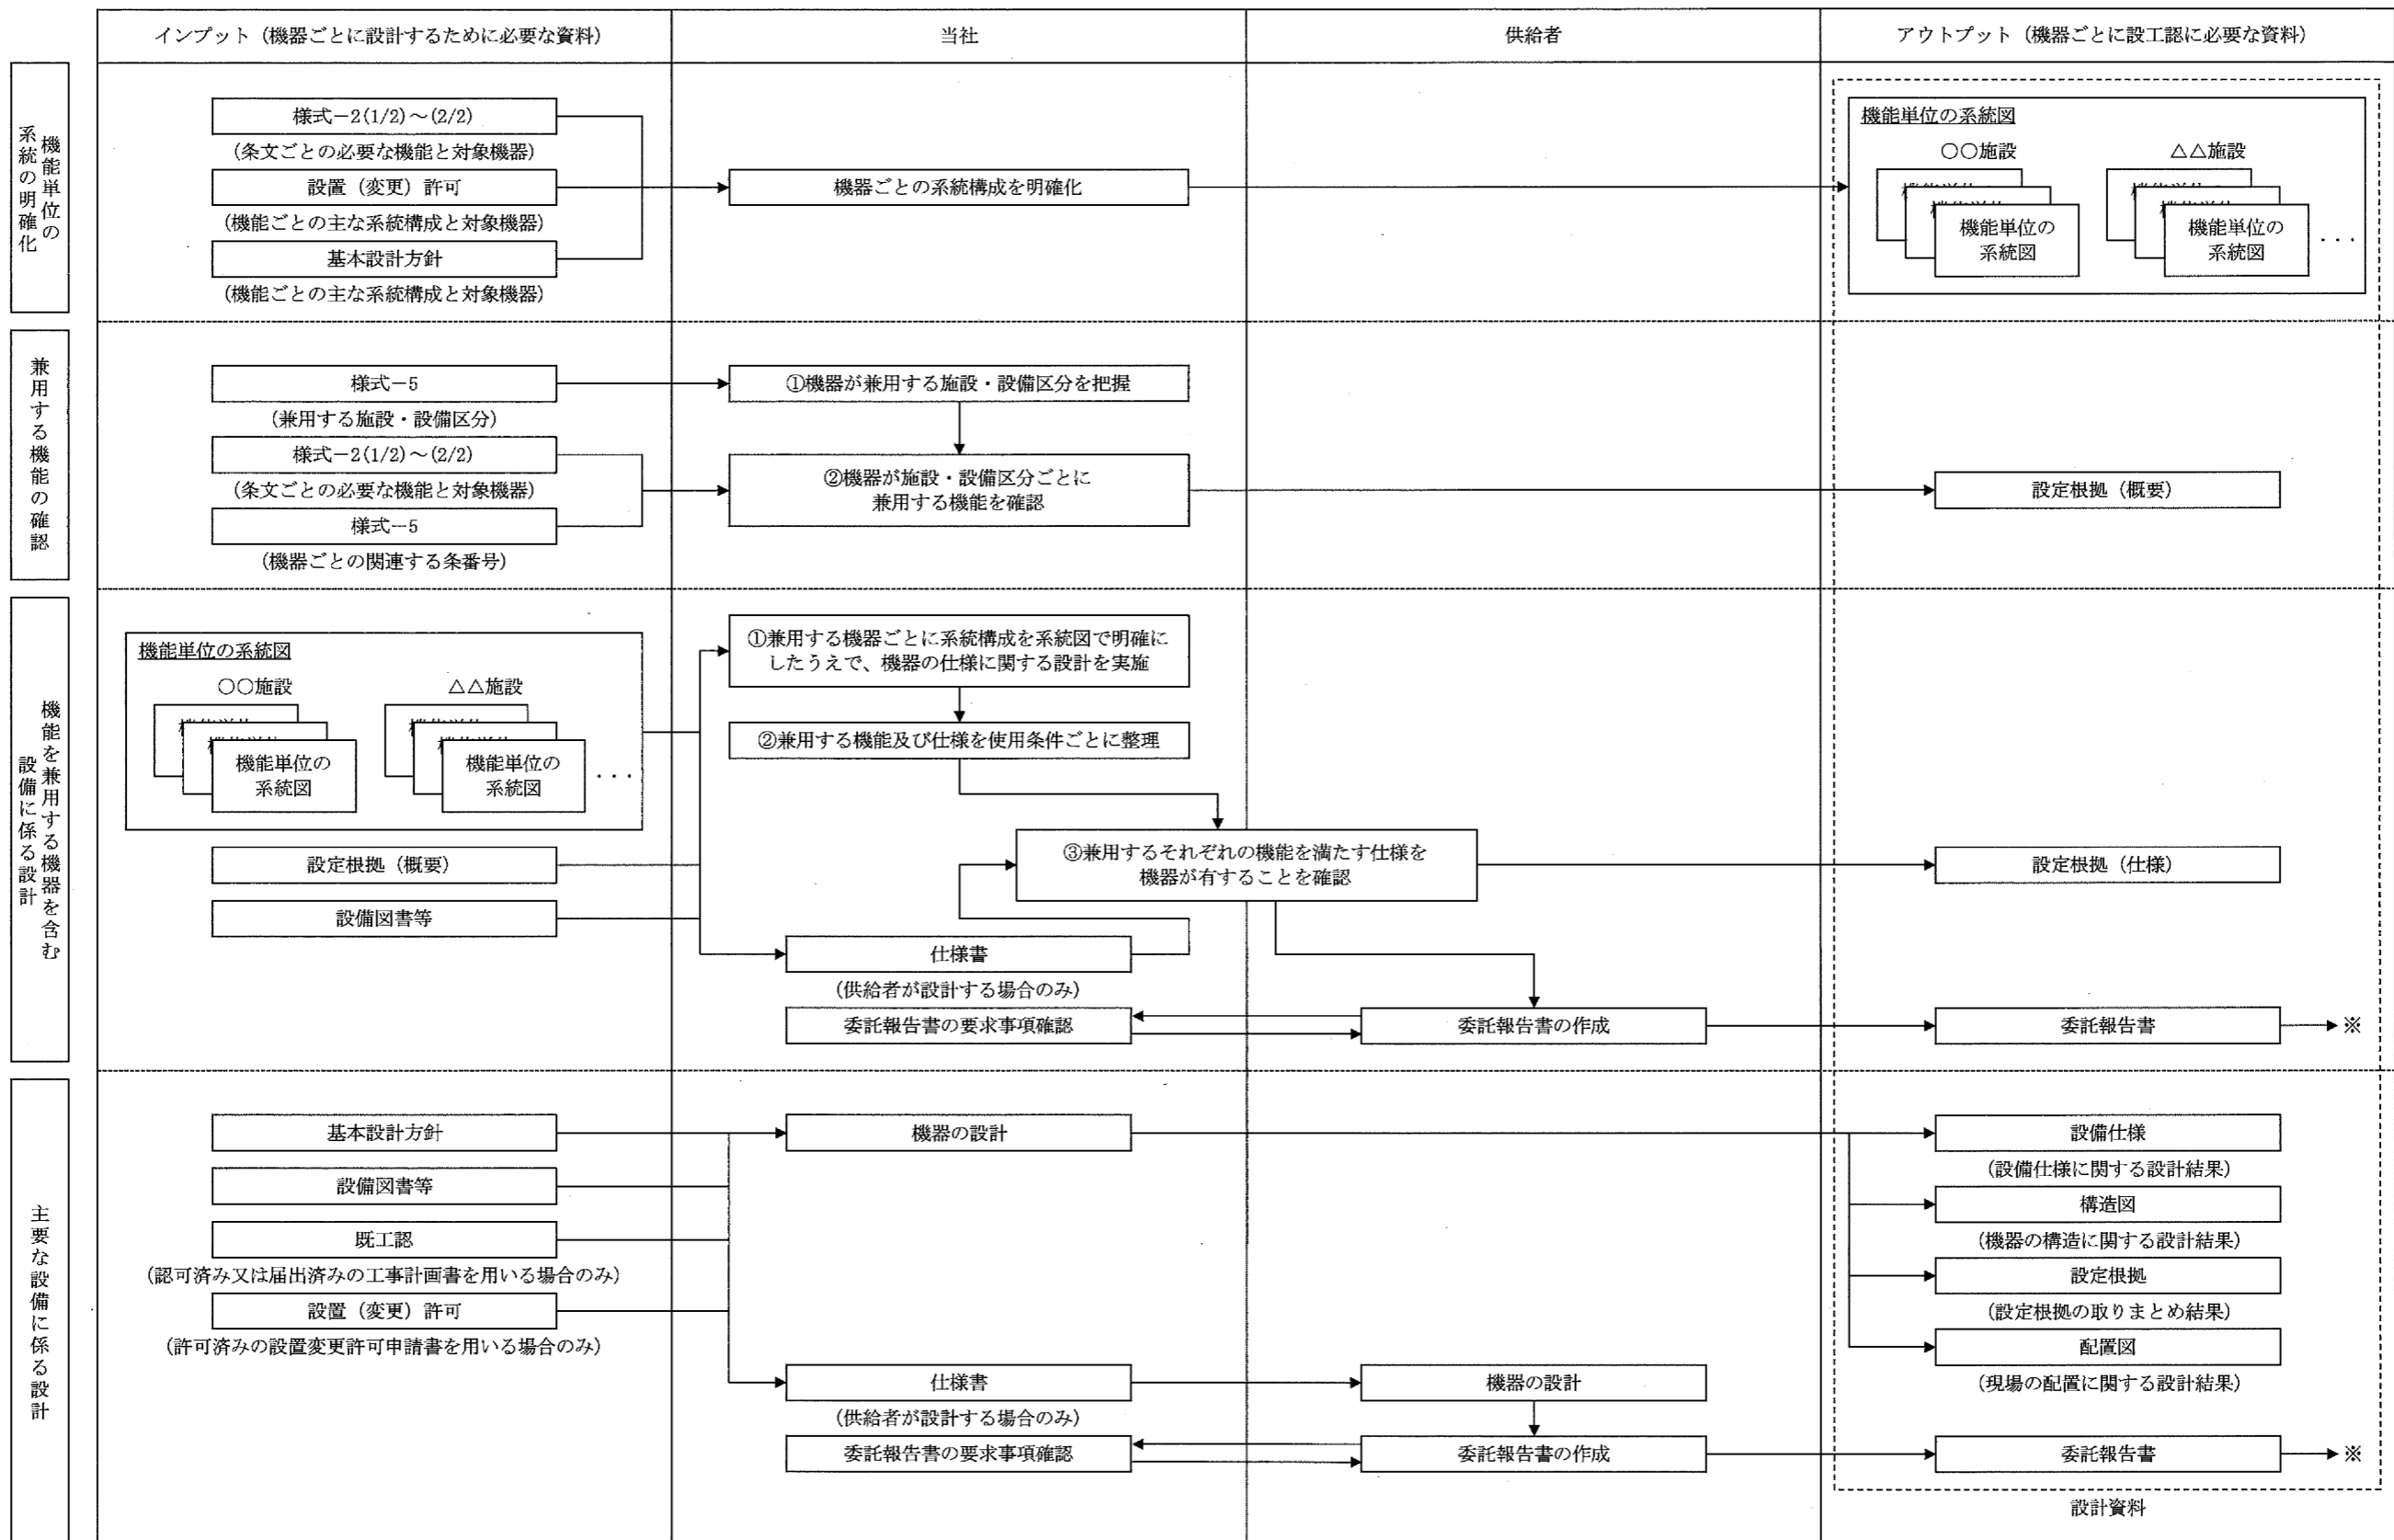 インプット（機器ごとに設計するために必要な資料）
当社
供給者
アウトプット（機器ごとに設工認に必要な資料）
機能単位の
系統の明確化
様式－2(1/2)～(2/2)
(条文ごとの必要な機能と対象機器)
設置（変更）許可
(機能ごとの主な系統構成と対象機器)
基本設計方針
(機能ごとの主な系統構成と対象機器)
機器ごとの系統構成を明確化
機能単位の系統図
○○施設
△△施設
機能単位の
系統図
機能単位の
系統図
・・・
兼用する機能の確認
様式－5
(兼用する施設・設備区分)
様式－2(1/2)～(2/2)
(条文ごとの必要な機能と対象機器)
様式－5
(機器ごとの関連する条番号)
①機器が兼用する施設・設備区分を把握
②機器が施設・設備区分ごとに
兼用する機能を確認
設定根拠（概要）
機能を兼用する機器を含む
設備に係る設計
機能単位の系統図
○○施設
△△施設
機能単位の
系統図
機能単位の
系統図
・・・
設定根拠（概要）
設備図書等
①兼用する機器ごとに系統構成を系統図で明確に
したうえで、機器の仕様に関する設計を実施
②兼用する機能及び仕様を使用条件ごとに整理
③兼用するそれぞれの機能を満たす仕様を
機器が有することを確認
設定根拠（仕様）
仕様書
(供給者が設計する場合のみ)
委託報告書の要求事項確認
委託報告書の作成
委託報告書
※
主要な設備に係る設計
基本設計方針
設備図書等
既工認
(認可済み又は届出済みの工事計画書を用いる場合のみ)
設置（変更）許可
(許可済みの設置変更許可申請書を用いる場合のみ)
機器の設計
設備仕様
(設備仕様に関する設計結果)
構造図
(機器の構造に関する設計結果)
設定根拠
(設定根拠の取りまとめ結果)
配置図
(現場の配置に関する設計結果)
仕様書
(供給者が設計する場合のみ)
機器の設計
委託報告書の要求事項確認
委託報告書の作成
委託報告書
※
設計資料